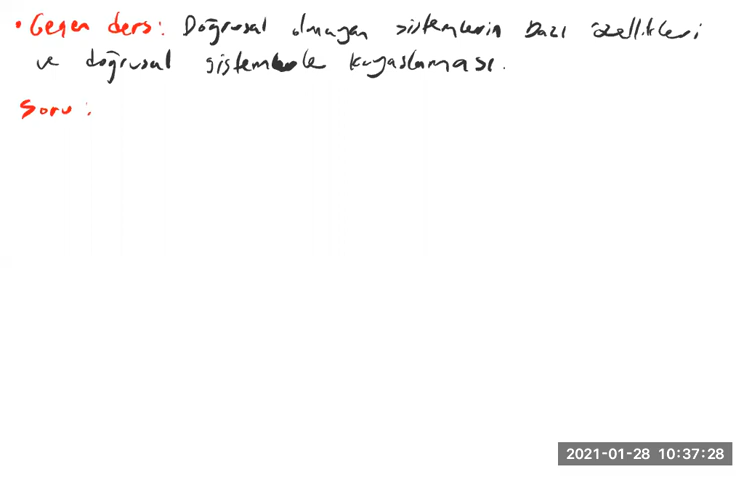 • Geçen ders: Doğrusal olmayan sistemlerin bazı özellikleri
ve doğrusal sistemlerle kıyaslaması.
Soru:
2021-01-28 10:37:28